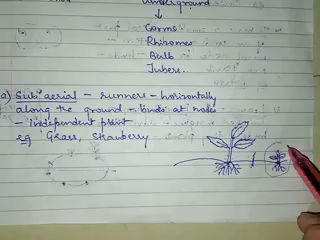 underground
↓
Corms
- Rhizomes
- Bulb
- Tubers..
a) Sub aerial - runners - horizontally
along the ground - buds at nodes
- independent plant
eg Grass, Strawberry